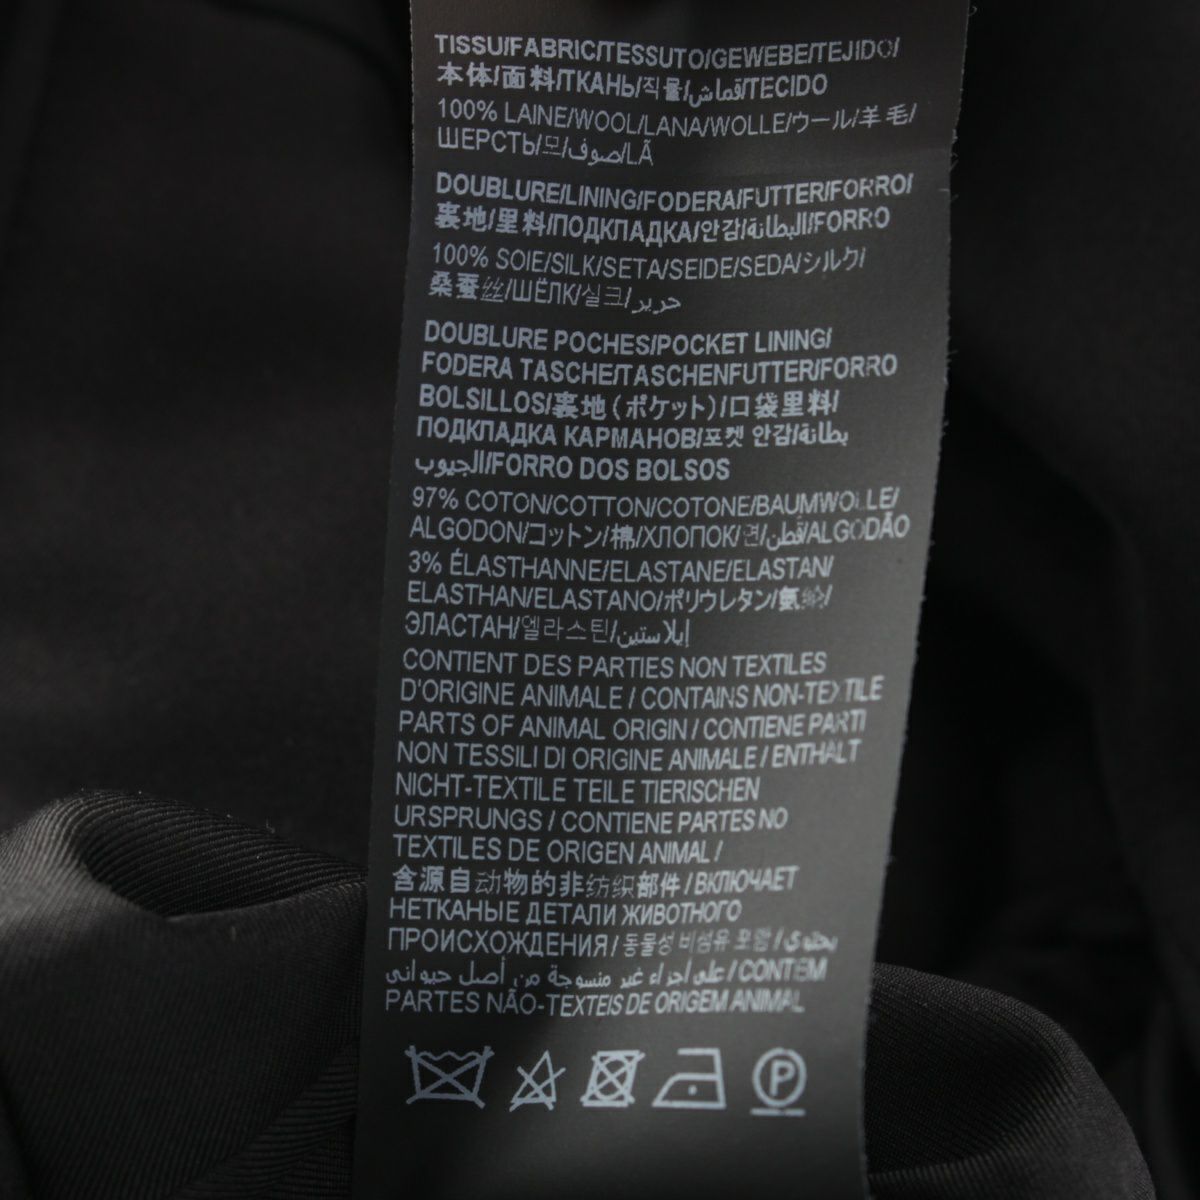 TISSU/FABRIC/TESSUTO/GEWEBE/TEJIDO/
本体/面料/ТКАНЬ/직물/قماش/TECIDO
100% LAINE/WOOL/LANA/WOLLE/ウール/羊毛/
ШЕРСТЬ/모/صوف/LÃ
DOUBLURE/LINING/FODERA/FUTTER/FORRO/
裏地/里料/ПОДКЛАДКА/안감/البطانة/FORRO
100% SOIE/SILK/SETA/SEIDE/SEDA/シルク/
桑蚕丝/ШЁЛК/실크/حرير
DOUBLURE POCHES/POCKET LINING/
FODERA TASCHE/TASCHENFUTTER/FORRO
BOLSILLOS/裏地(ポケット)/口袋里料/
ПОДКЛАДКА КАРМАНОВ/포켓 안감/بطانة
الجيوب/FORRO DOS BOLSOS
97% COTON/COTTON/COTONE/BAUMWOLLE/
ALGODON/コットン/棉/ХЛОПОК/면/قطن/ALGODÃO
3% ÉLASTHANNE/ELASTANE/ELASTAN/
ELASTHAN/ELASTANO/ポリウレタン/氨纶/
ЭЛАСТАН/엘라스틴/إيلاستين
CONTIENT DES PARTIES NON TEXTILES
D'ORIGINE ANIMALE / CONTAINS NON-TEXTILE
PARTS OF ANIMAL ORIGIN / CONTIENE PARTI
NON TESSILI DI ORIGINE ANIMALE / ENTHÄLT
NICHT-TEXTILE TEILE TIERISCHEN
URSPRUNGS / CONTIENE PARTES NO
TEXTILES DE ORIGEN ANIMAL /
含源自动物的非纺织部件 / ВКЛЮЧАЕТ
НЕТКАНЫЕ ДЕТАЛИ ЖИВОТНОГО
ПРОИСХОЖДЕНИЯ / 동물성 비섬유 포함 / يحتوي
على أجزاء غير منسوجة من أصل حيواني / CONTÉM
PARTES NÃO-TEXTEIS DE ORIGEM ANIMAL
P